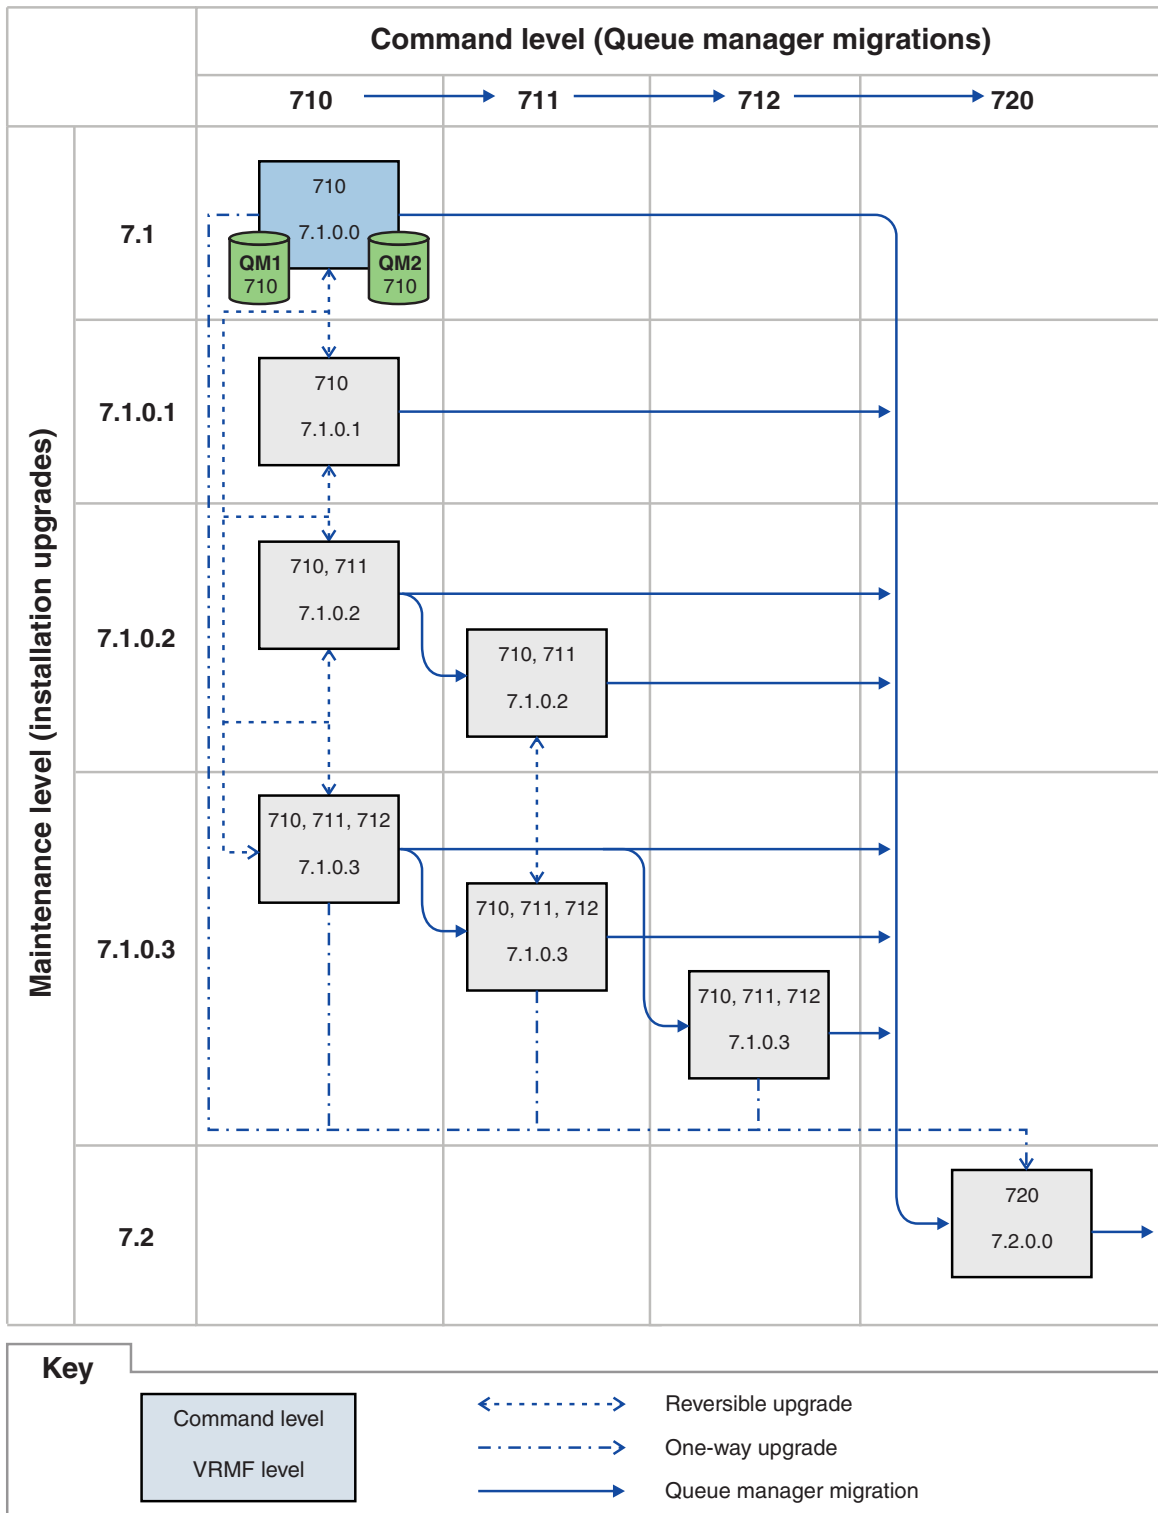 Command level (Queue manager migrations)
710
711
712
720
Maintenance level (installation upgrades)
7.1
710
7.1.0.0
QM1
710
QM2
710
7.1.0.1
710
7.1.0.1
7.1.0.2
710, 711
7.1.0.2
710, 711
7.1.0.2
7.1.0.3
710, 711, 712
7.1.0.3
710, 711, 712
7.1.0.3
710, 711, 712
7.1.0.3
7.2
720
7.2.0.0
Key
Command level
VRMF level
Reversible upgrade
One-way upgrade
Queue manager migration